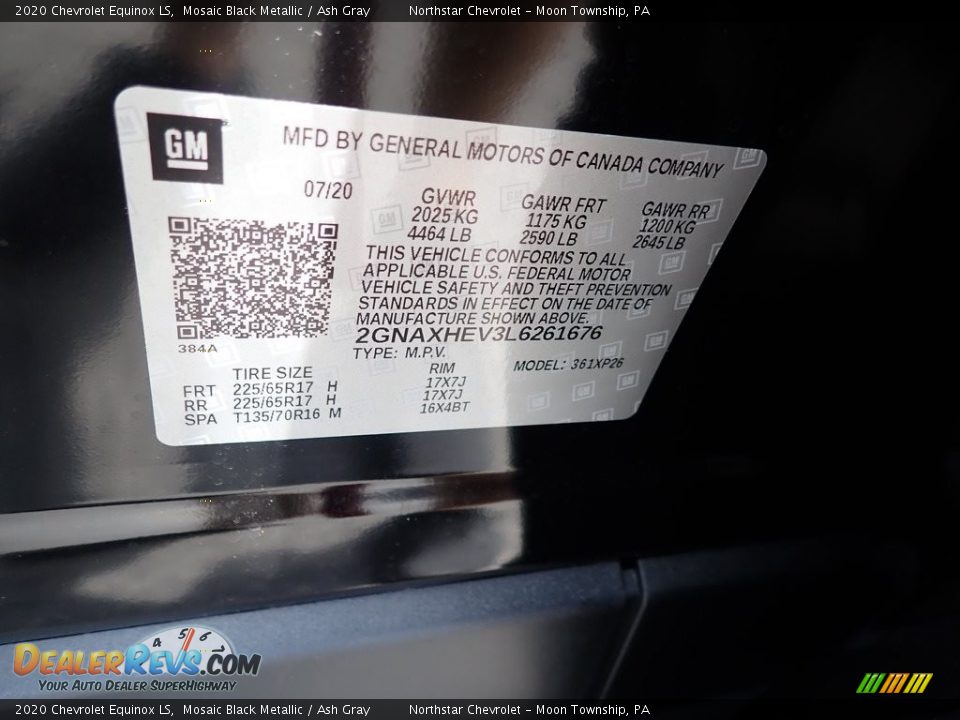 2020 Chevrolet Equinox LS, Mosaic Black Metallic / Ash Gray Northstar Chevrolet - Moon Township, PA
GM
MFD BY GENERAL MOTORS OF CANADA COMPANY
07/20
GVWR GAWR FRT GAWR RR
2025 KG 1175 KG 1200 KG
4464 LB 2590 LB 2645 LB
THIS VEHICLE CONFORMS TO ALL
APPLICABLE U.S. FEDERAL MOTOR
VEHICLE SAFETY AND THEFT PREVENTION
STANDARDS IN EFFECT ON THE DATE OF
MANUFACTURE SHOWN ABOVE.
2GNAXHEV3L6261676
384A
TYPE: M.P.V. MODEL: 361XP26
TIRE SIZE RIM
FRT 225/65R17 H 17X7J
RR 225/65R17 H 17X7J
SPA T135/70R16 M 16X4BT
4 5 6 7
DEALERREVS.COM
YOUR AUTO DEALER SUPERHIGHWAY
2020 Chevrolet Equinox LS, Mosaic Black Metallic / Ash Gray Northstar Chevrolet - Moon Township, PA